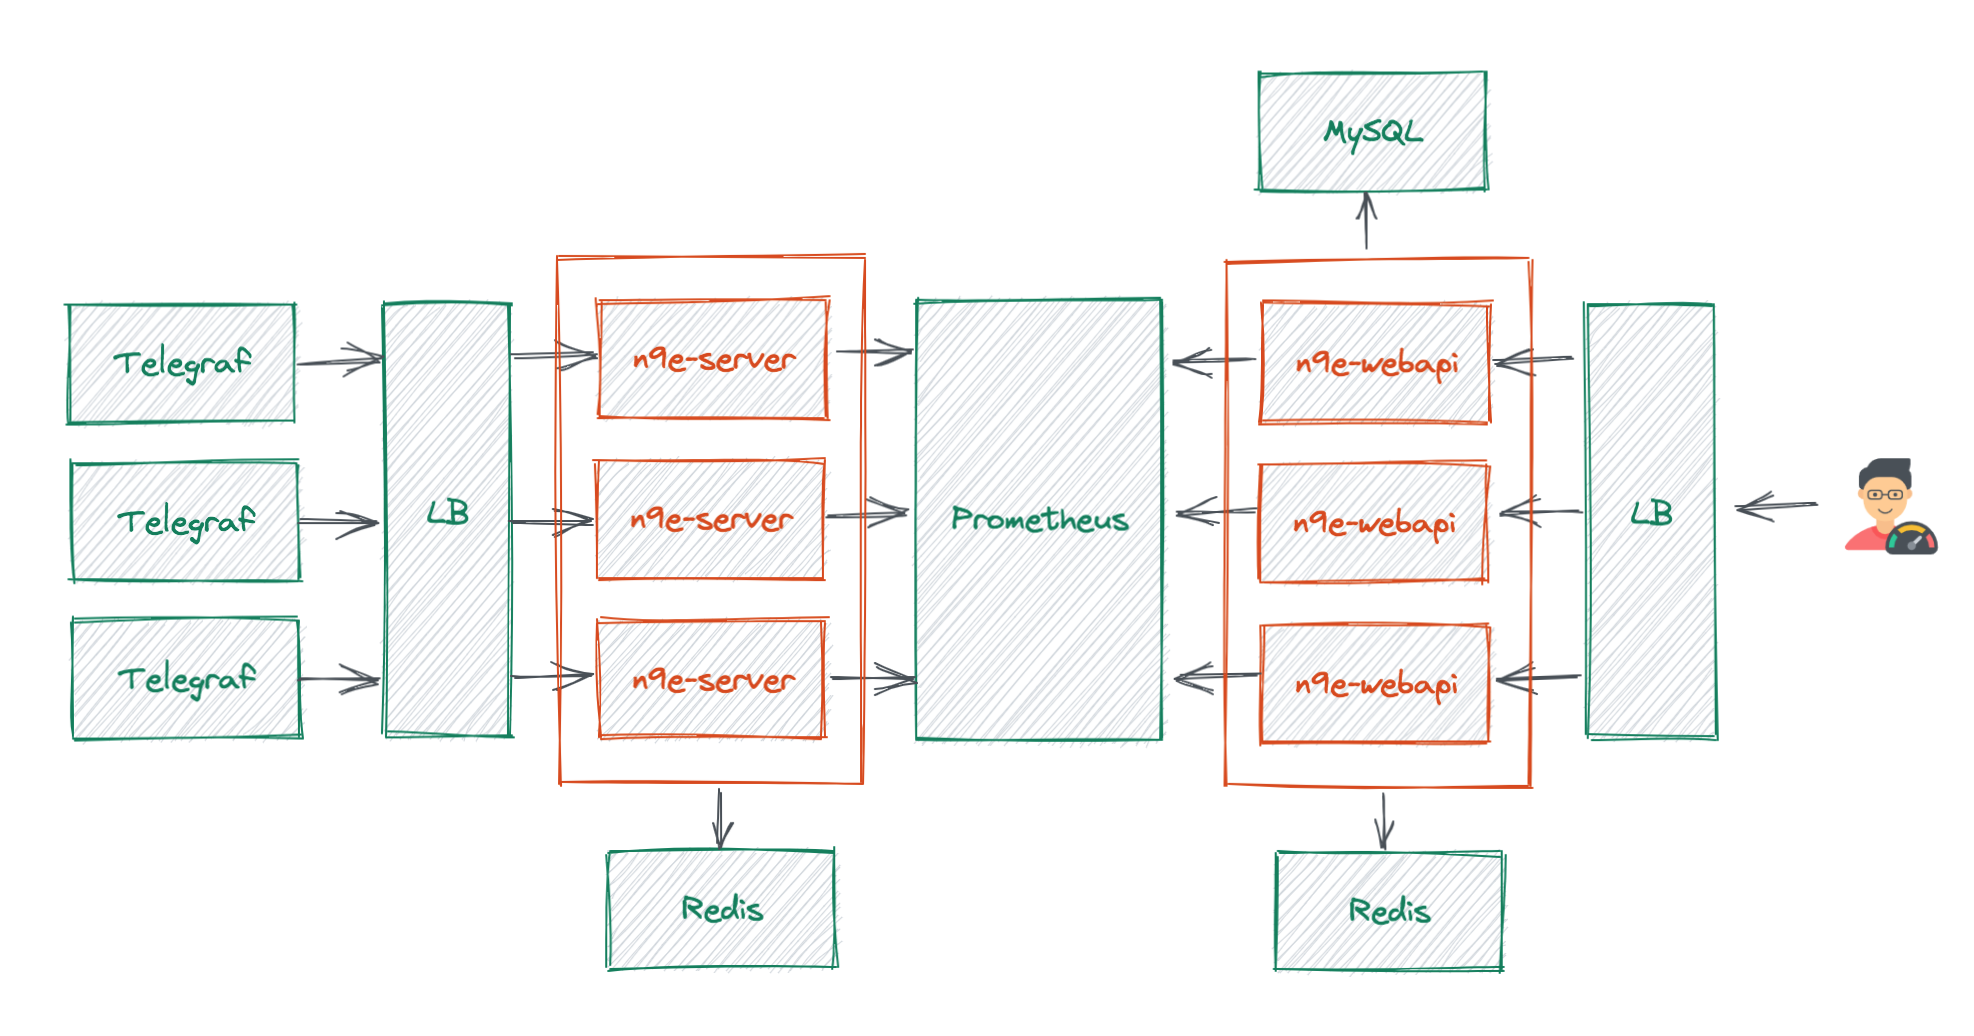 MySQL
Telegraf
n9e-server
n9e-webapi
Telegraf
LB
n9e-server
Prometheus
n9e-webapi
LB
Telegraf
n9e-server
n9e-webapi
Redis
Redis